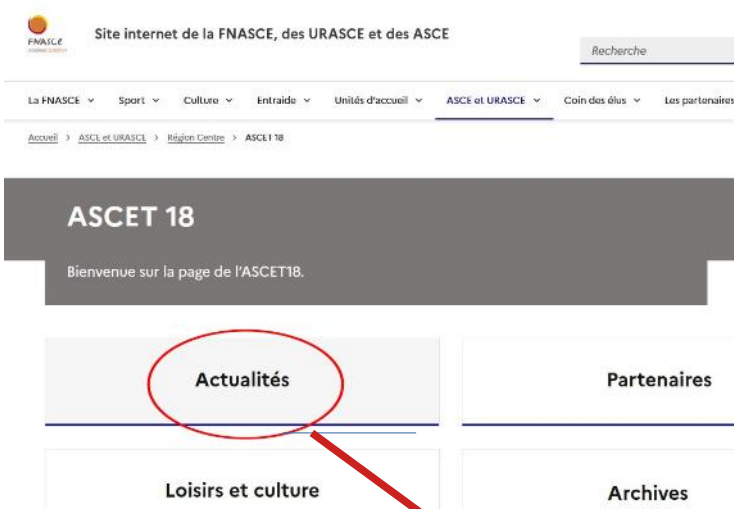 FNASCE
Site internet de la FNASCE, des URASCE et des ASCE
Recherche
La FNASCE Sport Culture Entraide Unités d'accueil ASCE et URASCE Coin des élus Les partenaires
Accueil > ASCE et URASCE > Région Centre > ASCET 18
ASCET 18
Bienvenue sur la page de l'ASCET18.
Actualités
Partenaires
Loisirs et culture
Archives